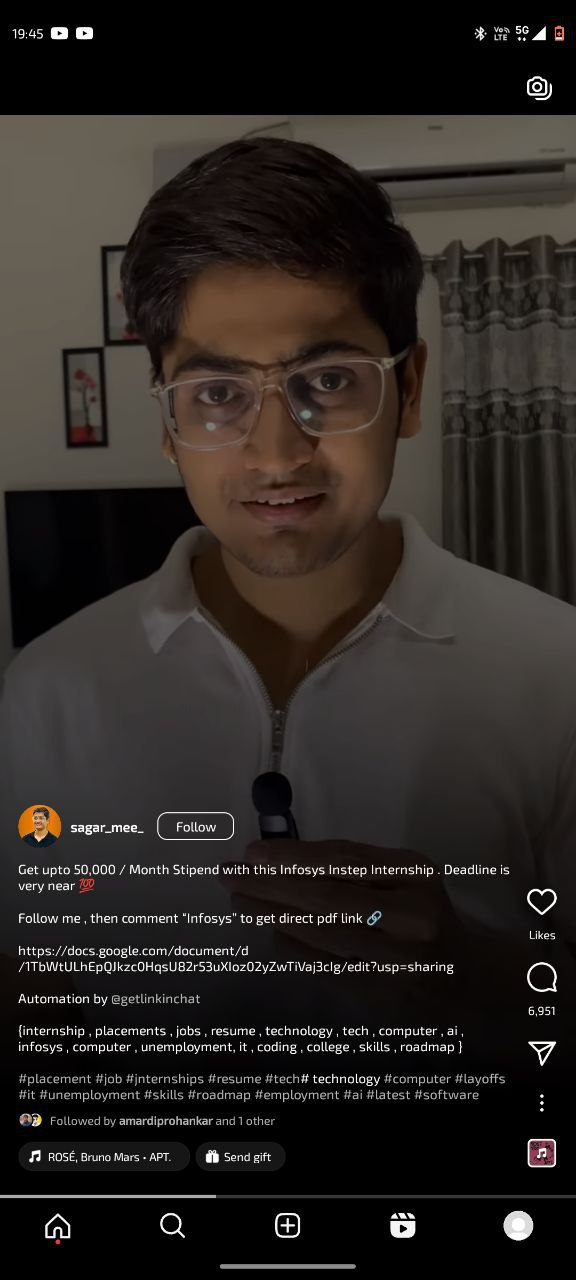 19:45
Vo LTE 5G
sagar_mee_ Follow
Get upto 50,000 / Month Stipend with this Infosys Instep Internship . Deadline is
very near 💯
Follow me , then comment “Infosys” to get direct pdf link 🔗
https://docs.google.com/document/d
/1TbWtULhEpQJkzc0HqsU82r53uXIoz02yZwTiVaj3cIg/edit?usp=sharing
Automation by @getlinkinchat
{internship , placements , jobs , resume , technology , tech , computer , ai ,
infosys , computer , unemployment, it , coding , college , skills , roadmap }
#placement #job #jnternships #resume #tech# technology #computer #layoffs
#it #unemployment #skills #roadmap #employment #ai #latest #software
Followed by amardiprohankar and 1 other
ROSÉ, Bruno Mars • APT. Send gift
Likes
6,951